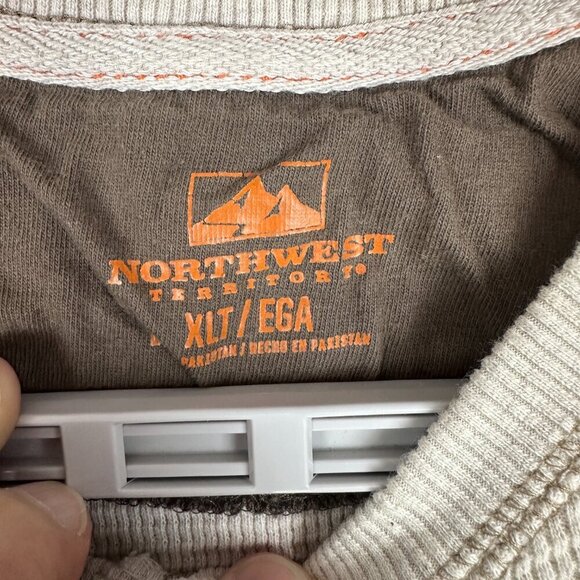 NORTHWEST
TERRITORY®
XLT / EGA
PAKISTAN / HECHO EN PAKISTAN